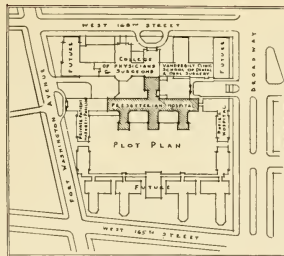 WEST 168TH STREET
FUTURE
COLLEGE
OF PHYSICIANS
SURGEONS
VANDERBILT CLINIC
SCHOOL OF DENTAL
& ORAL SURGERY
FUTURE
BROADWAY
FORT WASHINGTON AVENUE
PRESBYTERIAN HOSPITAL
HOSPITAL
PLOT PLAN
FUTURE
WEST 165TH STREET